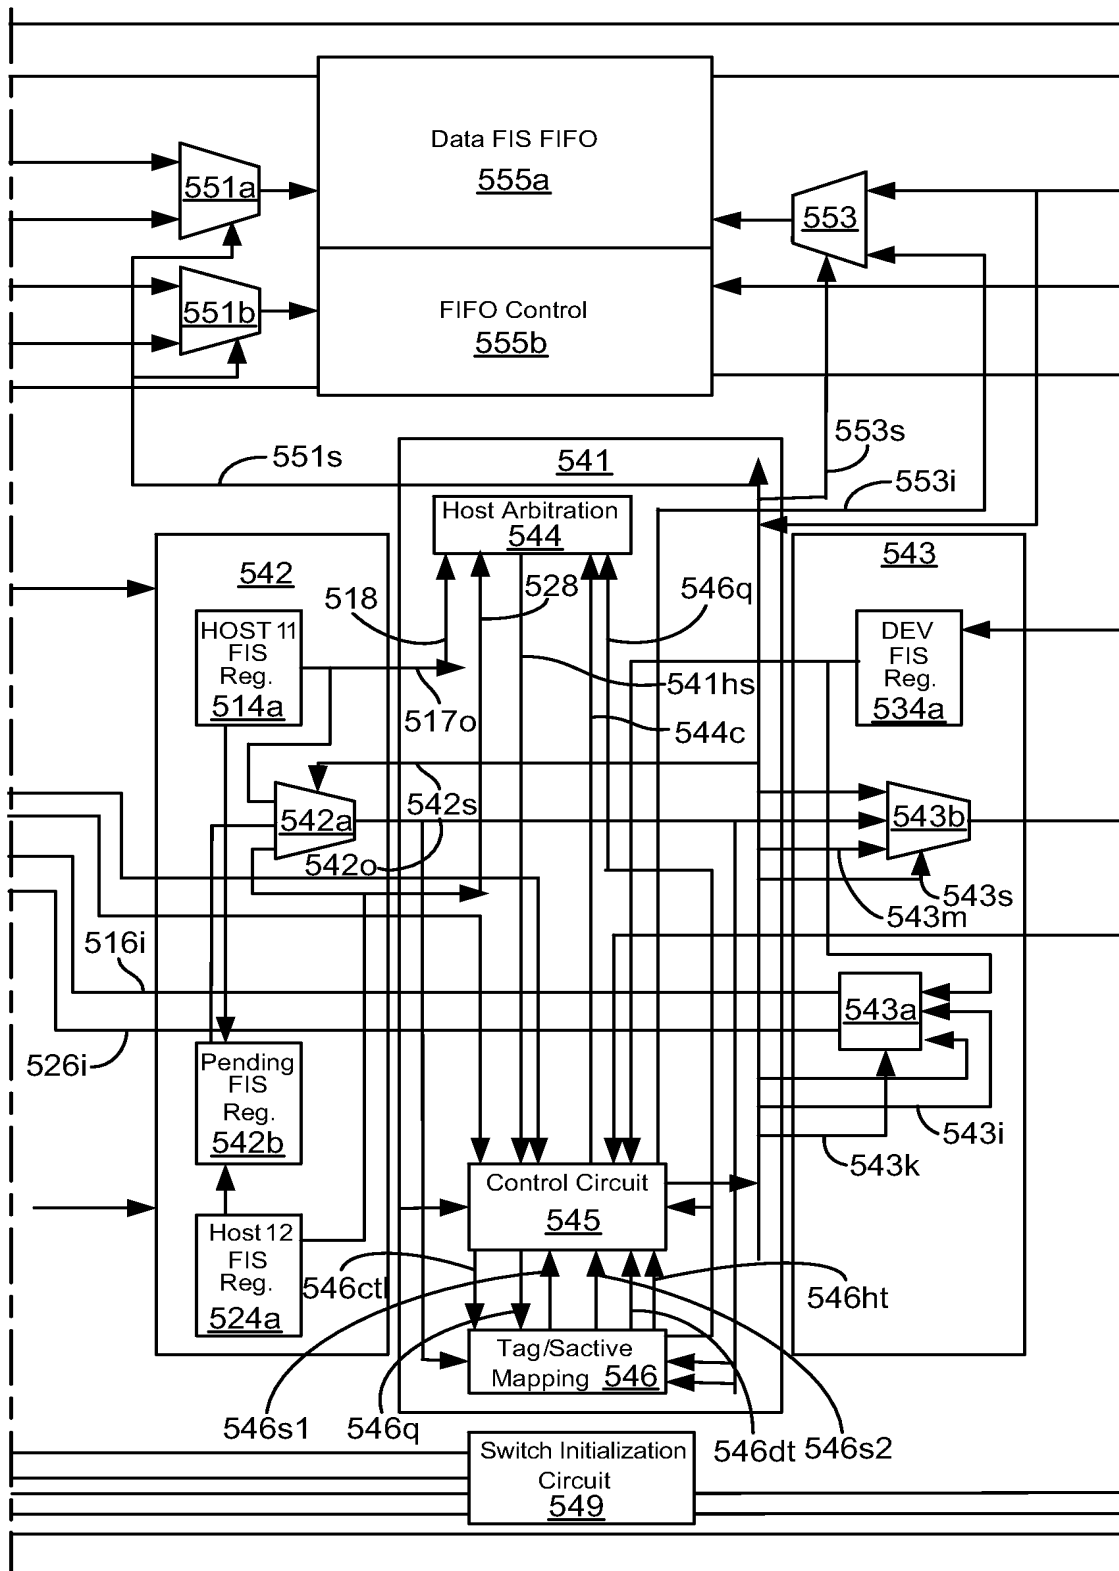 Data FIS FIFO
555a
551a
553
551b
FIFO Control
555b
551s
541
553s
553i
Host Arbitration
544
542
543
518
528
546q
HOST 11
FIS
Reg.
514a
DEV
FIS
Reg.
534a
541hs
517o
544c
542a
542s
543b
542o
543s
543m
516i
543a
526i
Pending
FIS
Reg.
542b
543i
543k
Control Circuit
545
Host 12
FIS
Reg.
524a
546ctl
546ht
Tag/Sactive
Mapping 546
546s1
546q
546dt
546s2
Switch Initialization
Circuit
549